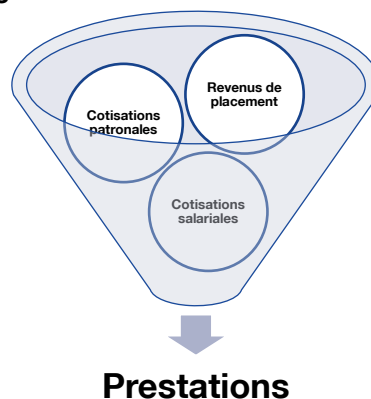 Revenus de
placement
Cotisations
patronales
Cotisations
salariales
Prestations